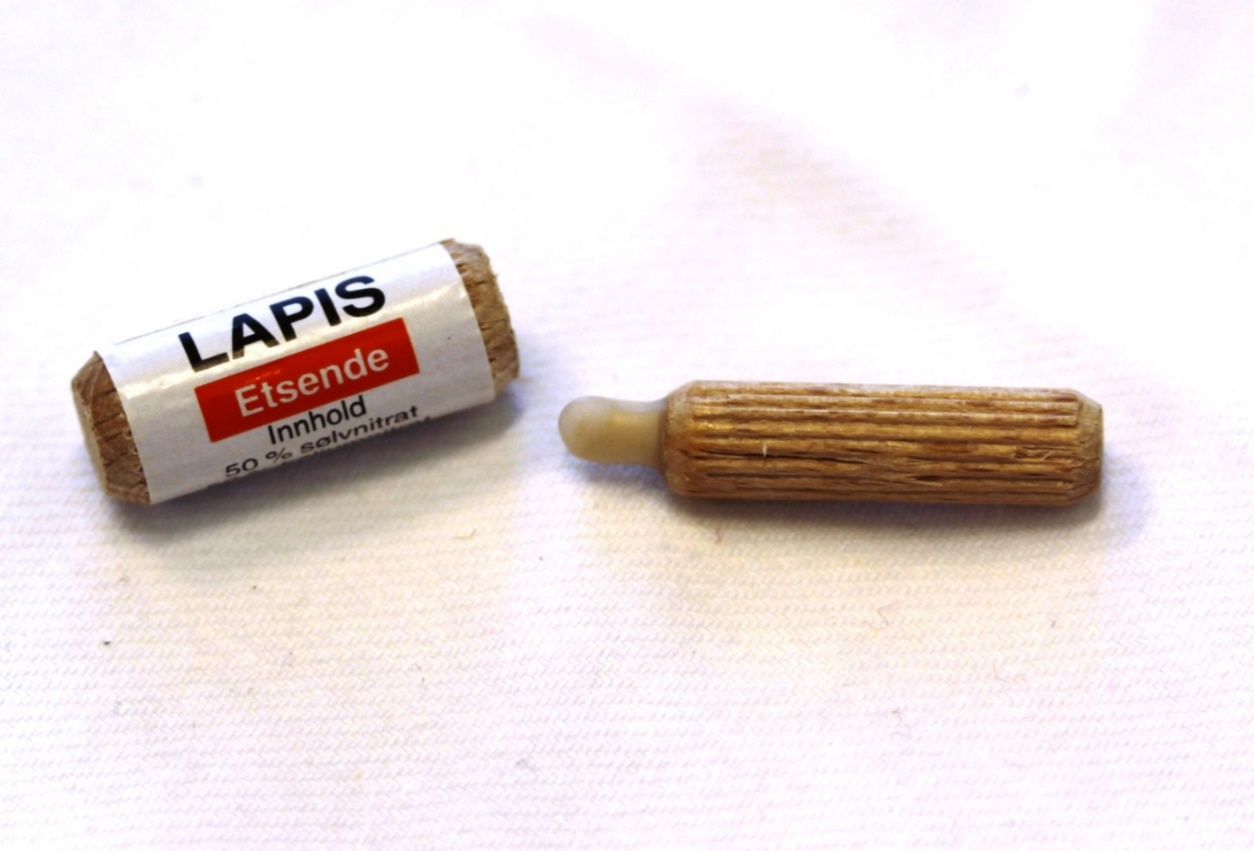 LAPIS
Etsende
Innhold
50 % sølvnitrat,